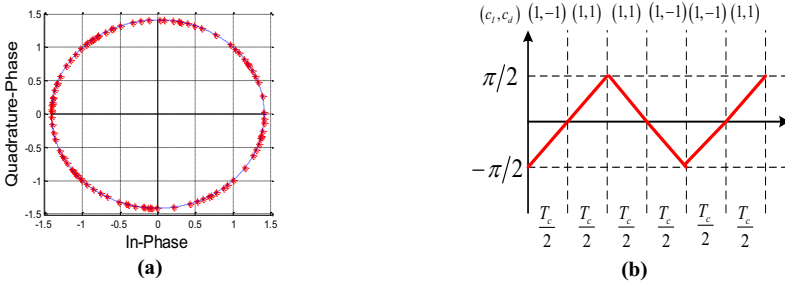 1.5
1
0.5
0
-0.5
-1
-1.5
-1.5 -1 -0.5 0 0.5 1 1.5
Quadrature-Phase
In-Phase
(a)
(c_I, c_d) (1,-1) (1,1) (1,1) (1,-1) (1,-1) (1,1)
π/2
-π/2
T_c/2 T_c/2 T_c/2 T_c/2 T_c/2 T_c/2
(b)